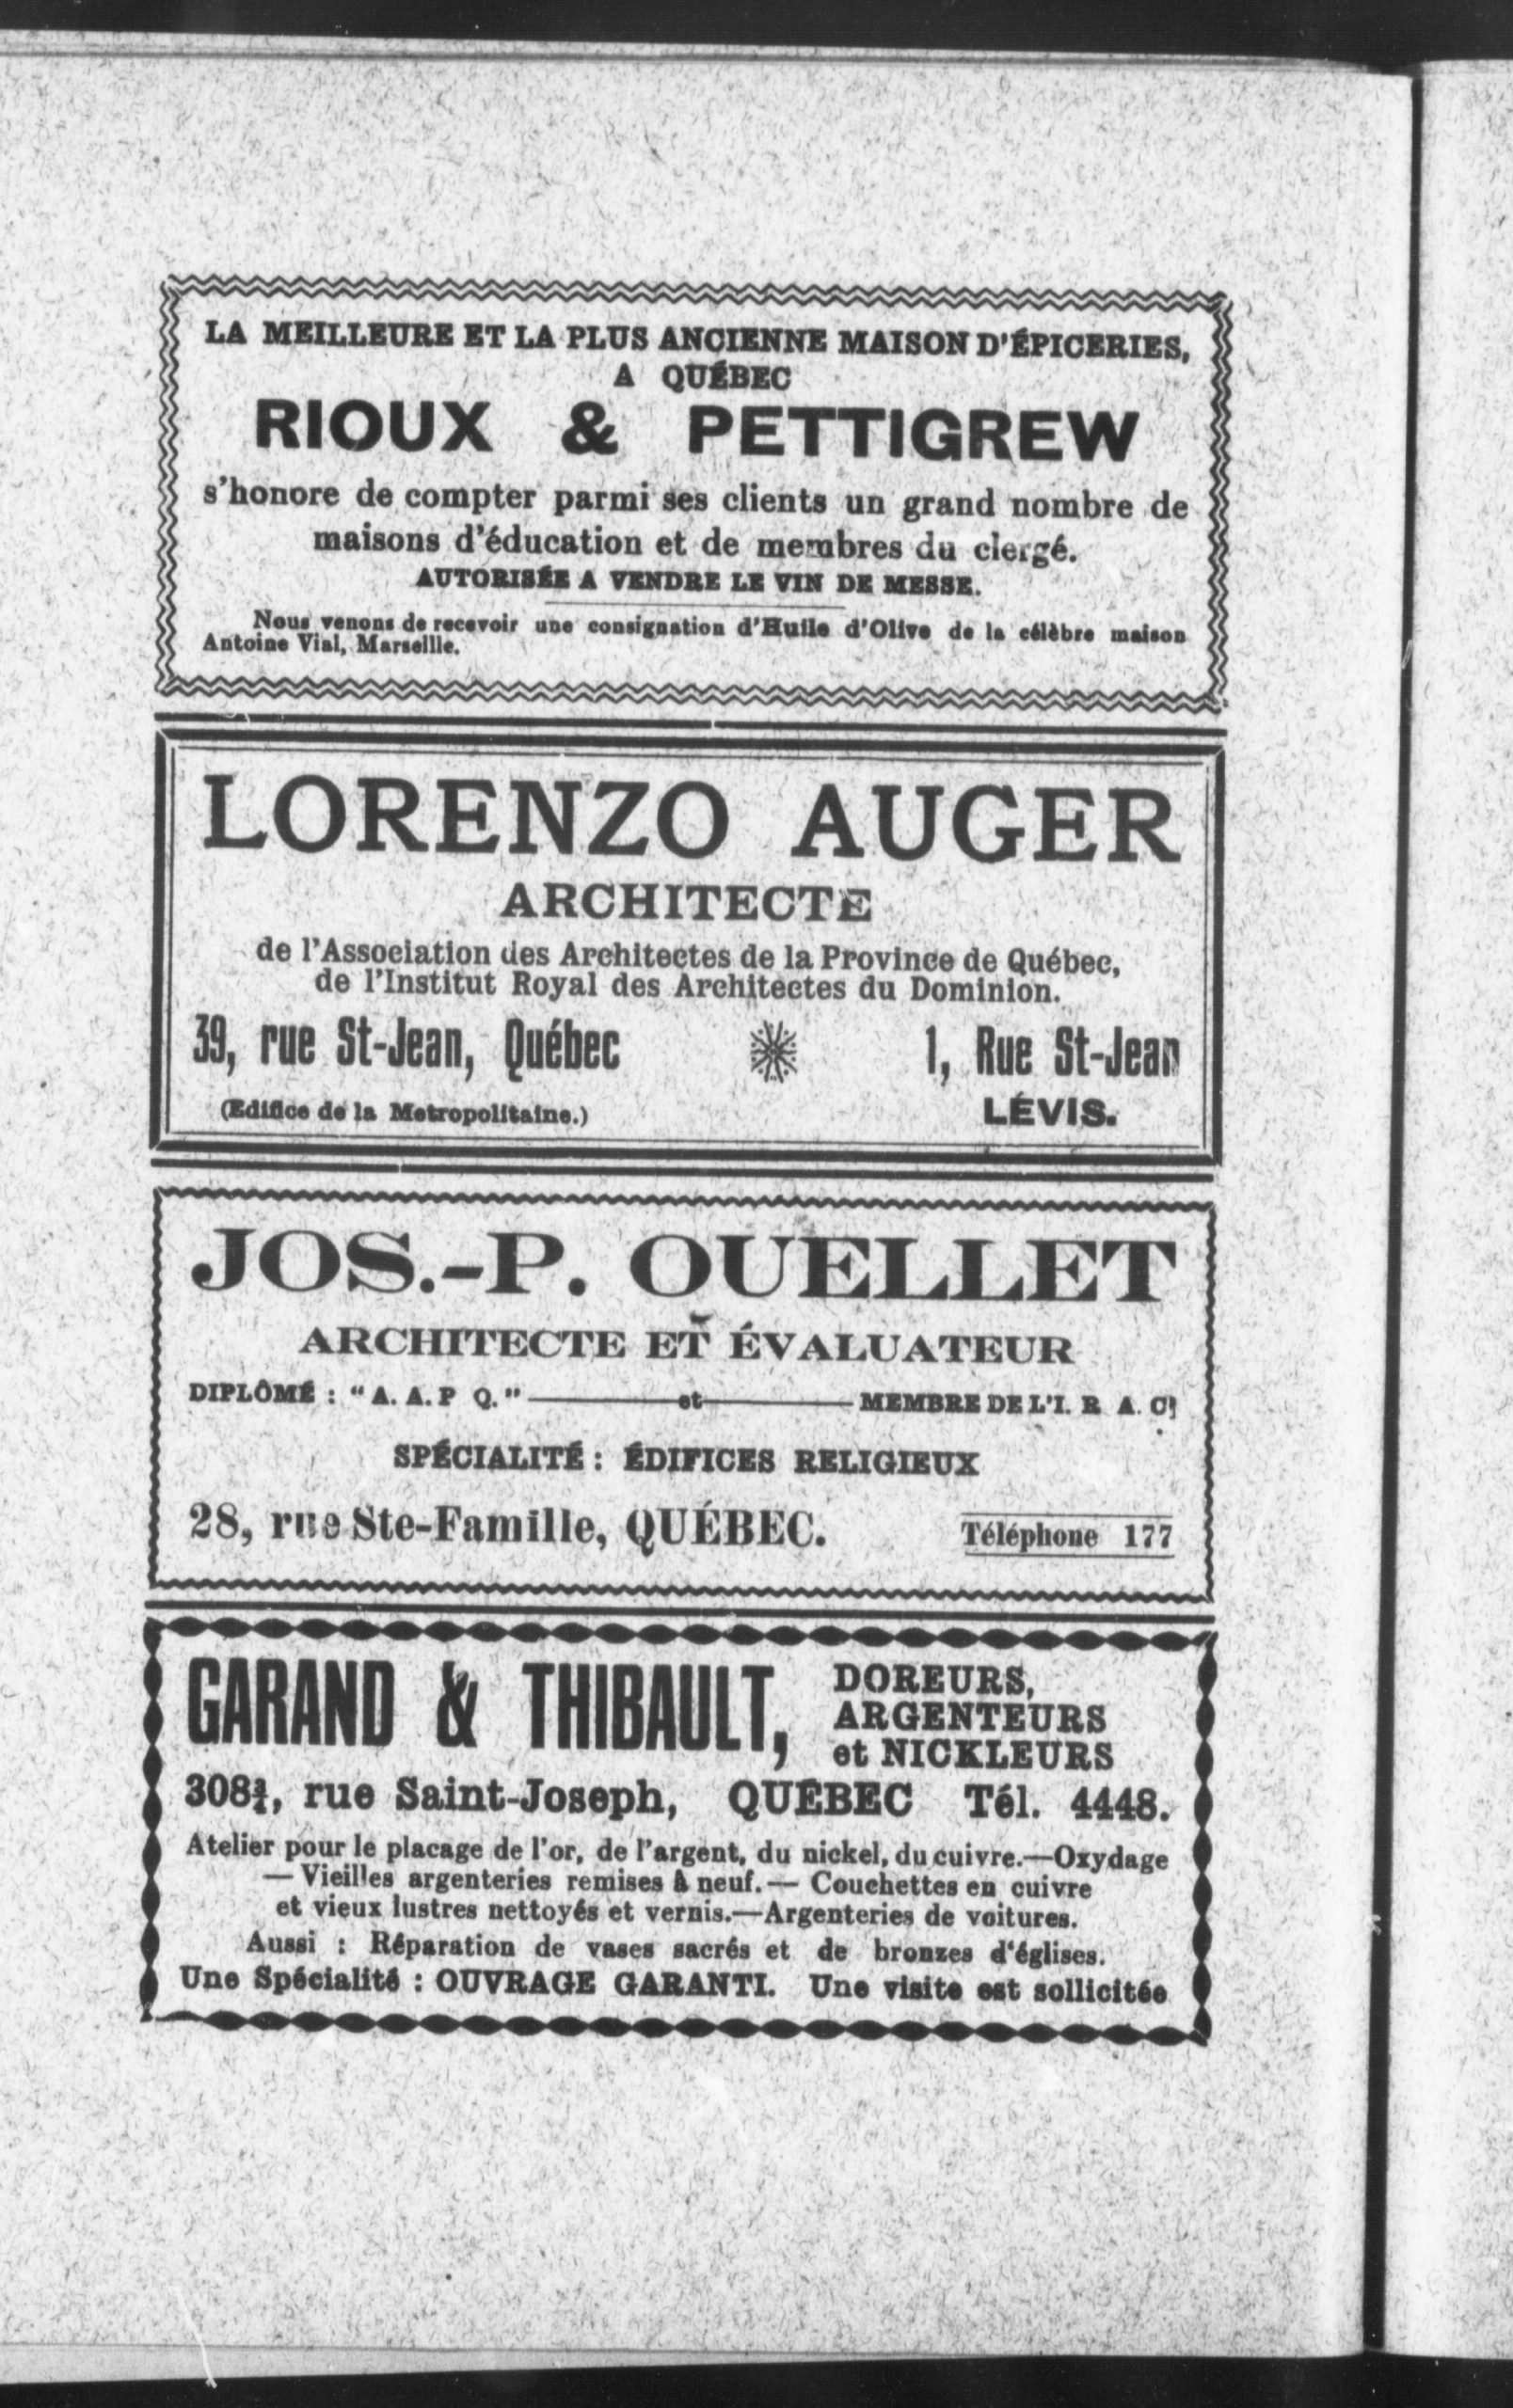 LA MEILLEURE ET LA PLUS ANCIENNE MAISON D'ÉPICERIES,
A QUÉBEC
RIOUX & PETTIGREW
s'honore de compter parmi ses clients un grand nombre de
maisons d'éducation et de membres du clergé.
AUTORISÉE A VENDRE LE VIN DE MESSE.
Nous venons de recevoir une consignation d'Huile d'Olive de la célèbre maison
Antoine Vial, Marseille.
LORENZO AUGER
ARCHITECTE
de l'Association des Architectes de la Province de Québec,
de l'Institut Royal des Architectes du Dominion.
39, rue St-Jean, Québec 1, Rue St-Jean
(Edifice de la Metropolitaine.) LÉVIS.
JOS.-P. OUELLET
ARCHITECTE ET ÉVALUATEUR
DIPLÔMÉ : "A. A. P Q." — et — MEMBRE DE L'I. R A. C.
SPÉCIALITÉ : ÉDIFICES RELIGIEUX
28, rue Ste-Famille, QUÉBEC. Téléphone 177
GARAND & THIBAULT, DOREURS,
ARGENTEURS
et NICKLEURS
308¾, rue Saint-Joseph, QUÉBEC Tél. 4448.
Atelier pour le placage de l'or, de l'argent, du nickel, du cuivre.—Oxydage
— Vieilles argenteries remises à neuf. — Couchettes en cuivre
et vieux lustres nettoyés et vernis.—Argenteries de voitures.
Aussi : Réparation de vases sacrés et de bronzes d'églises.
Une Spécialité : OUVRAGE GARANTI. Une visite est sollicitée